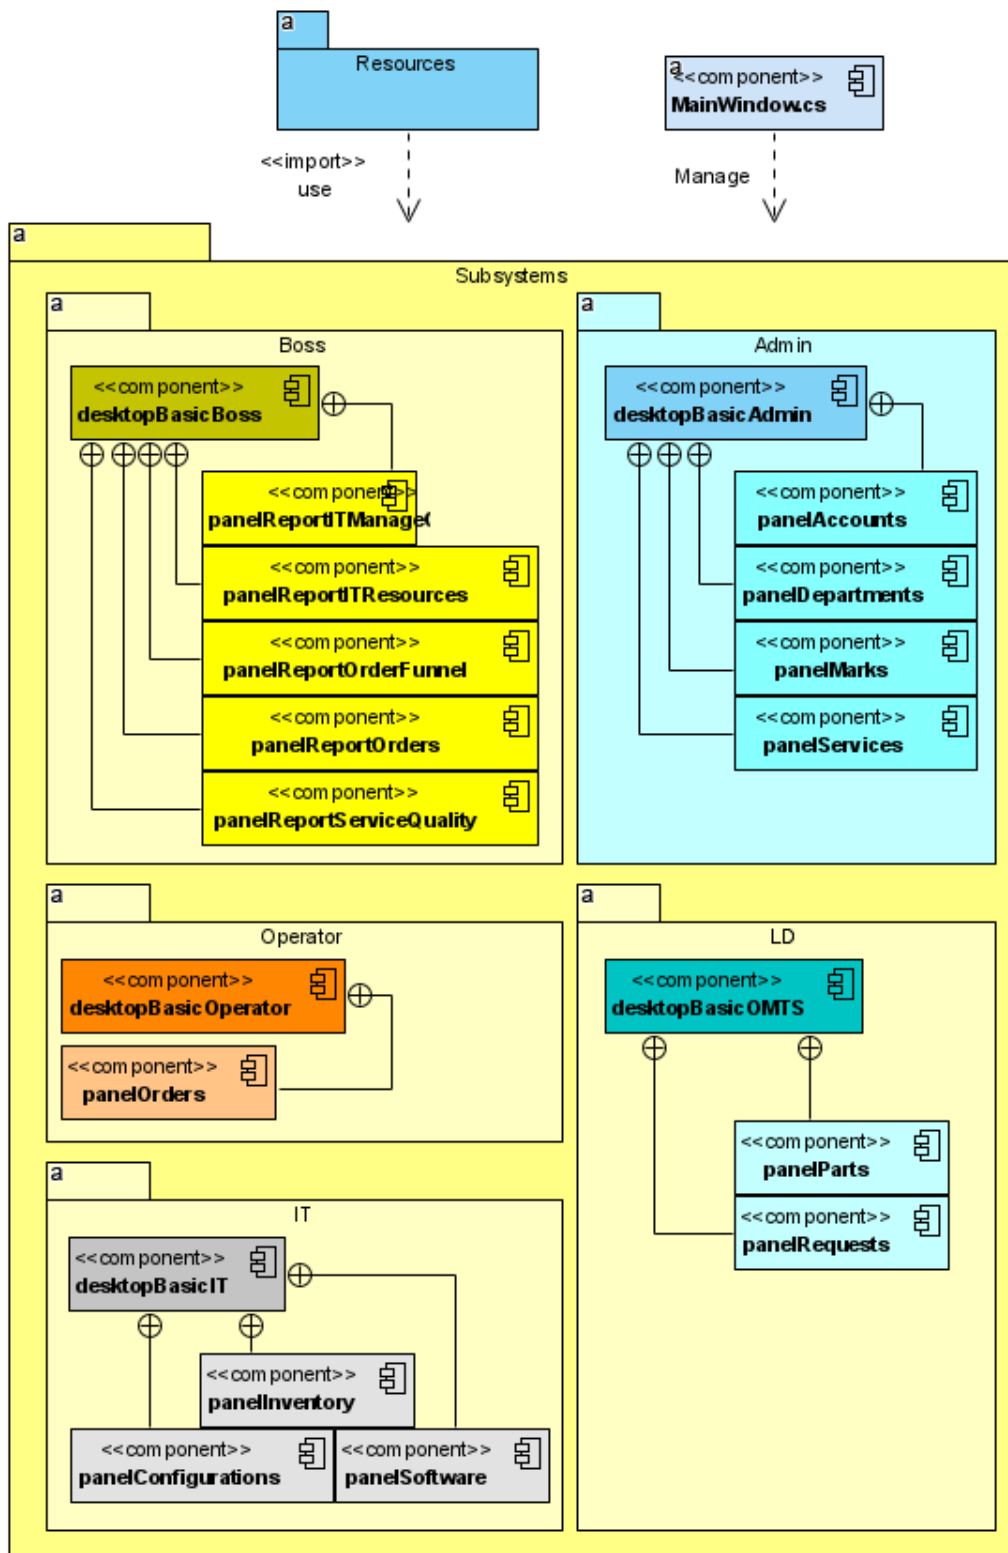 a
Resources
a
<<component>>
MainWindow.cs
<<import>>
use
Manage
a
Subsystems
a
Boss
<<component>>
desktopBasicBoss
<<component>>
panelReportITManage
<<component>>
panelReportITResources
<<component>>
panelReportOrderFunnel
<<component>>
panelReportOrders
<<component>>
panelReportServiceQuality
a
Admin
<<component>>
desktopBasicAdmin
<<component>>
panelAccounts
<<component>>
panelDepartments
<<component>>
panelMarks
<<component>>
panelServices
a
Operator
<<component>>
desktopBasicOperator
<<component>>
panelOrders
a
LD
<<component>>
desktopBasicOMTS
<<component>>
panelParts
<<component>>
panelRequests
a
IT
<<component>>
desktopBasicIT
<<component>>
panelInventory
<<component>>
panelConfigurations
<<component>>
panelSoftware